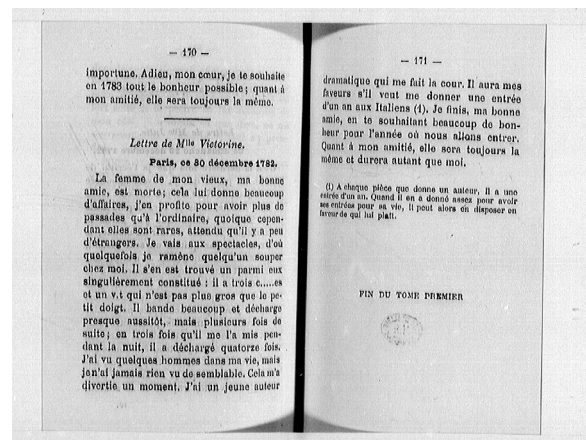 — 170 —
importune. Adieu, mon cœur, je te souhaite
en 1783 tout le bonheur possible ; quant à
mon amitié, elle sera toujours la même.
Lettre de Mlle Victorine.
Paris, ce 30 décembre 1782.
La femme de mon vieux, ma bonne
amie, est morte ; cela lui donne beaucoup
d'affaires, j'en profite pour avoir plus de
passades qu'à l'ordinaire, quoique cepen-
dant elles sont rares, attendu qu'il y a peu
d'étrangers. Je vais aux spectacles, d'où
quelquefois je ramène quelqu'un souper
chez moi. Il s'en est trouvé un parmi eux
singulièrement constitué : il a trois c.....es
et un v.t qui n'est pas plus gros que le pe-
tit doigt. Il bande beaucoup et décharge
presque aussitôt, mais plusieurs fois de
suite ; en trois fois qu'il me l'a mis pen-
dant la nuit, il a déchargé quatorze fois.
J'ai vu quelques hommes dans ma vie, mais
je n'ai jamais rien vu de semblable. Cela m'a
divertie un moment. J'ai un jeune auteur
— 171 —
dramatique qui me fait la cour. Il aura mes
faveurs s'il veut me donner une entrée
d'un an aux Italiens (1). Je finis, ma bonne
amie, en te souhaitant beaucoup de bon-
heur pour l'année où nous allons entrer.
Quant à mon amitié, elle sera toujours la
même et durera autant que moi.
(1) A chaque pièce que donne un auteur, il a une
entrée d'un an. Quand il en a donné assez pour avoir
ses entrées pour sa vie, il peut alors en disposer en
faveur de qui lui plaît.
FIN DU TOME PREMIER